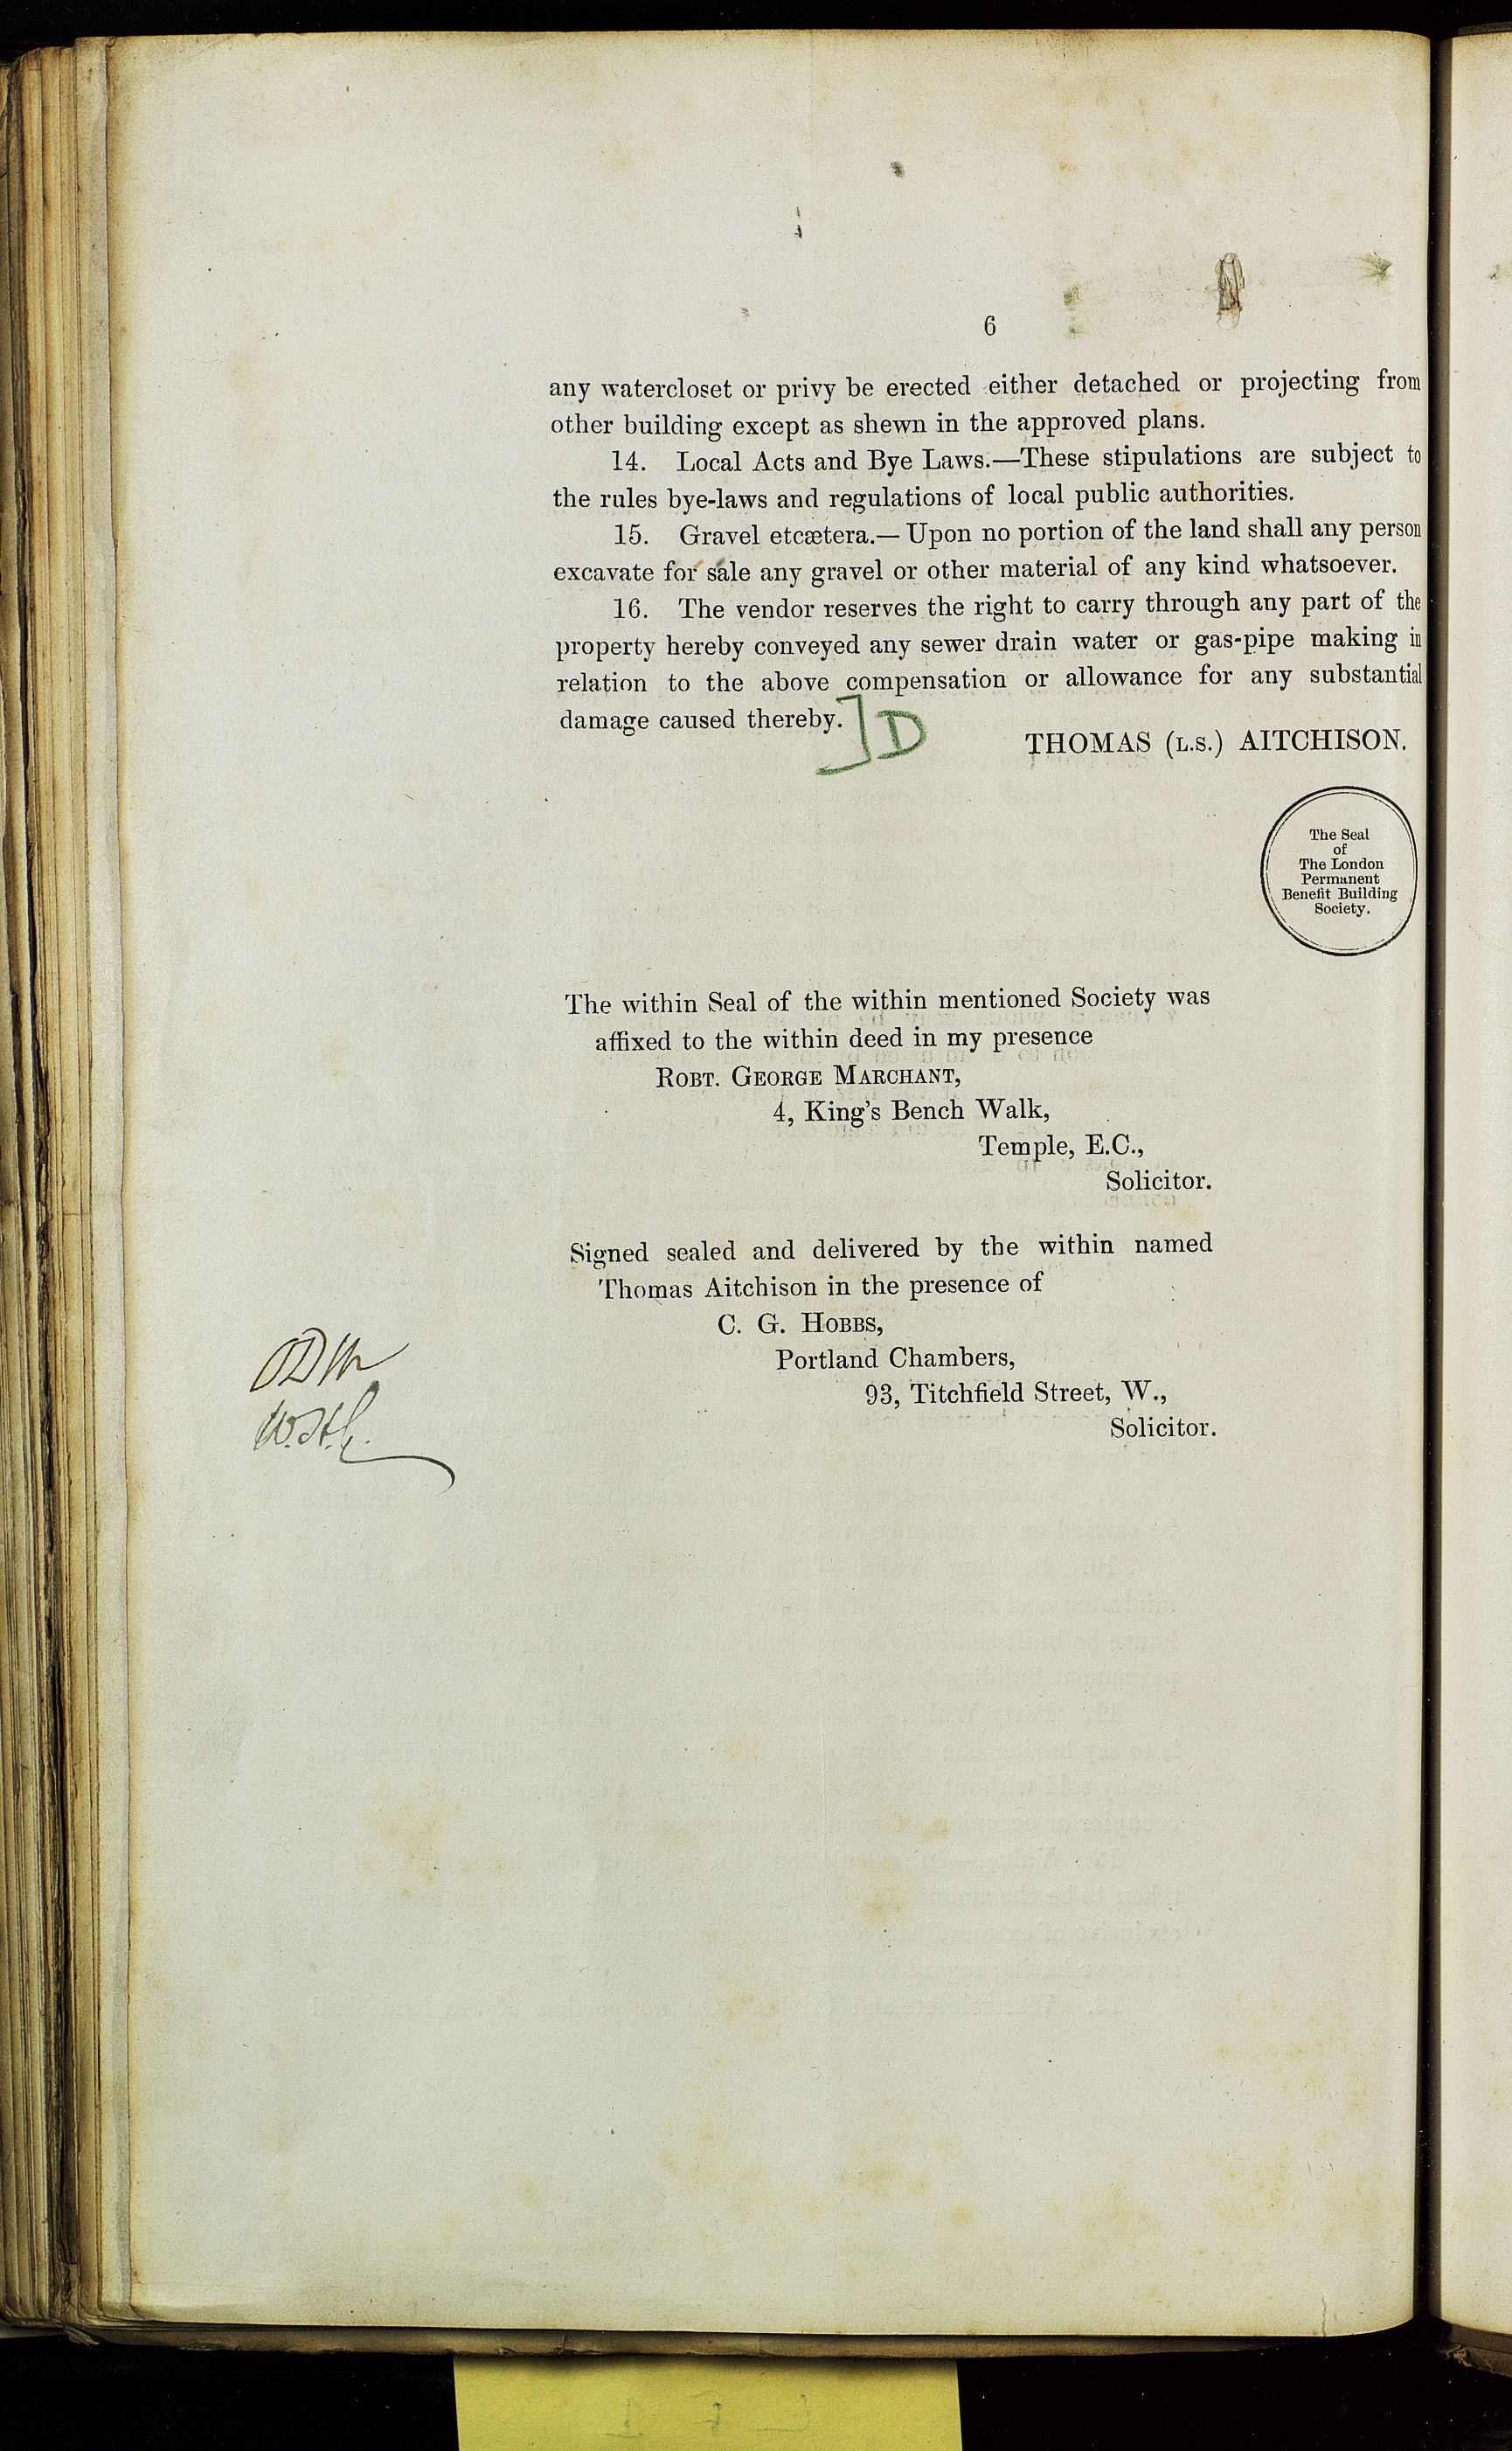 6
any watercloset or privy be erected either detached or projecting from
other building except as shewn in the approved plans.
14. Local Acts and Bye Laws.—These stipulations are subject to
the rules bye-laws and regulations of local public authorities.
15. Gravel etcætera.— Upon no portion of the land shall any person
excavate for sale any gravel or other material of any kind whatsoever.
16. The vendor reserves the right to carry through any part of the
property hereby conveyed any sewer drain water or gas-pipe making in
relation to the above compensation or allowance for any substantial
damage caused thereby.
]D
THOMAS (L.S.) AITCHISON.
The Seal
of
The London
Permanent
Benefit Building
Society.
The within Seal of the within mentioned Society was
affixed to the within deed in my presence
ROBT. GEORGE MARCHANT,
4, King's Bench Walk,
Temple, E.C.,
Solicitor.
Signed sealed and delivered by the within named
Thomas Aitchison in the presence of
C. G. HOBBS,
Portland Chambers,
93, Titchfield Street, W.,
Solicitor.